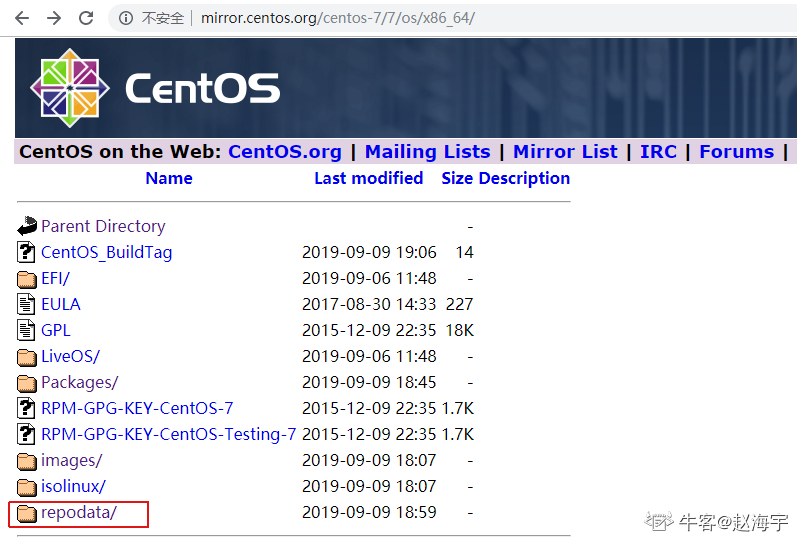 不安全 | mirror.centos.org/centos-7/7/os/x86_64/
CentOS
CentOS on the Web: CentOS.org | Mailing Lists | Mirror List | IRC | Forums |
Name Last modified Size Description
Parent Directory -
CentOS_BuildTag 2019-09-09 19:06 14
EFI/ 2019-09-06 11:48 -
EULA 2017-08-30 14:33 227
GPL 2015-12-09 22:35 18K
LiveOS/ 2019-09-06 11:48 -
Packages/ 2019-09-09 18:45 -
RPM-GPG-KEY-CentOS-7 2015-12-09 22:35 1.7K
RPM-GPG-KEY-CentOS-Testing-7 2015-12-09 22:35 1.7K
images/ 2019-09-09 18:07 -
isolinux/ 2019-09-09 18:07 -
repodata/ 2019-09-09 18:59 -
牛客@赵海宇